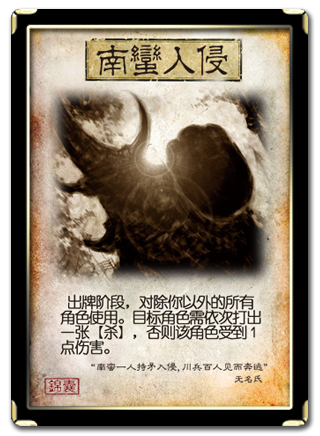 南蠻入侵
出牌阶段，对除你以外的所有
角色使用。目标角色需依次打出
一张【杀】，否则该角色受到1
点伤害。
“南蛮一人持矛入侵，川兵百人见而奔逃”
无名氏
錦囊